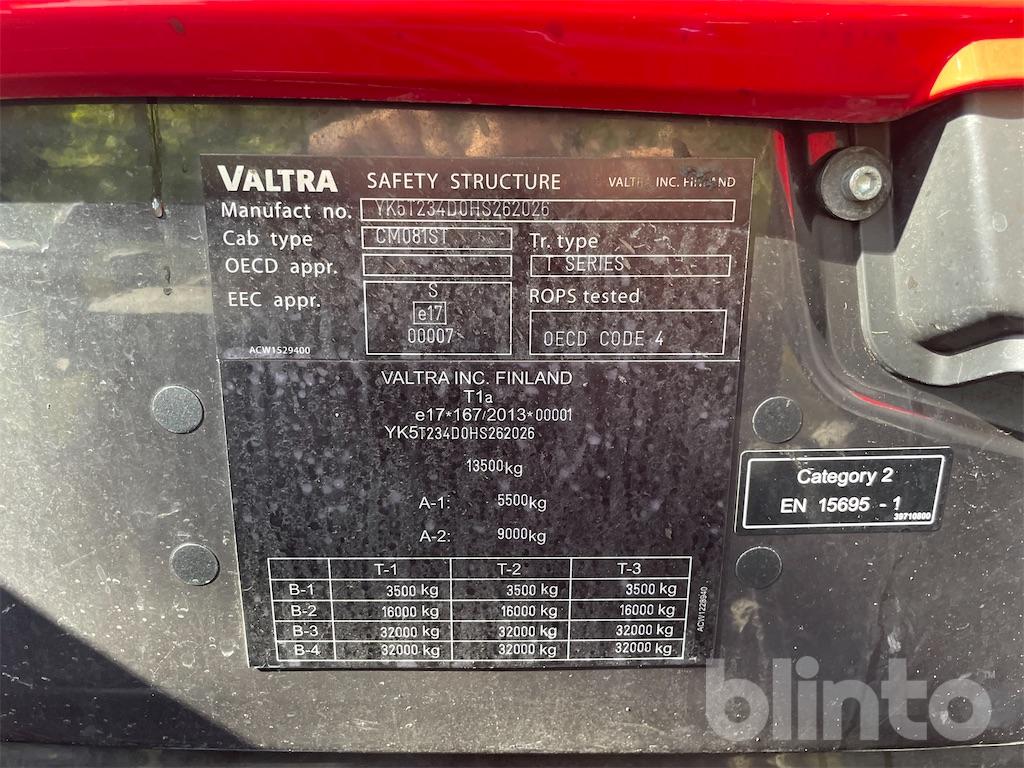 VALTRA SAFETY STRUCTURE VALTRA INC. FINLAND
Manufact no. YK5T234D0HS262026
Cab type CM081ST Tr. type
OECD appr. T SERIES
EEC appr. S ROPS tested
e17
00007 OECD CODE 4
ACW1529400
VALTRA INC. FINLAND
T1a
e17*167/2013*00001
YK5T234D0HS262026
13500kg
A-1: 5500kg
A-2: 9000kg
T-1 T-2 T-3
B-1 3500 kg 3500 kg 3500 kg
B-2 16000 kg 16000 kg 16000 kg
B-3 32000 kg 32000 kg 32000 kg
B-4 32000 kg 32000 kg 32000 kg
ACW1228940
Category 2
EN 15695 - 1
39710800
blinto™